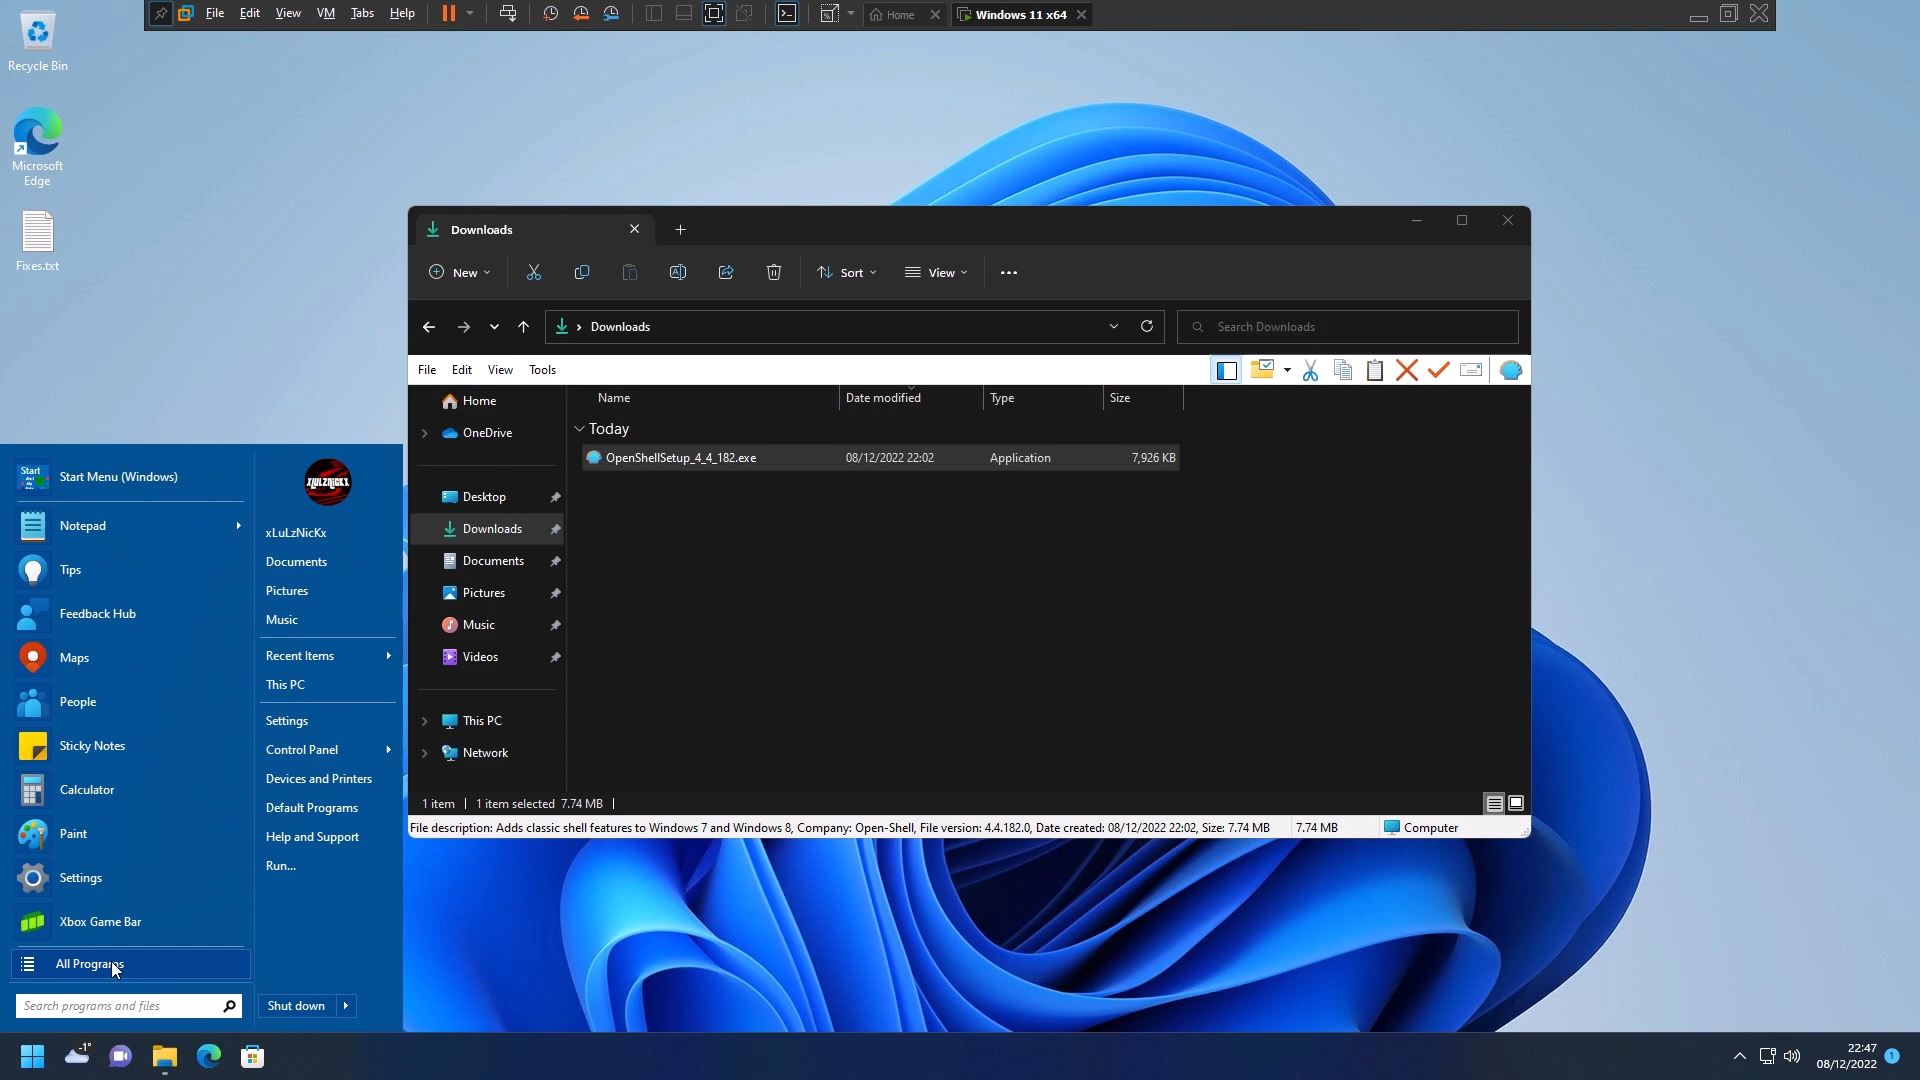 File Edit View VM Tabs Help
Home
Windows 11 x64
Recycle Bin
Microsoft
Edge
Fixes.txt
Downloads
New
Sort
View
Downloads
Search Downloads
File Edit View Tools
Name Date modified Type Size
Home
OneDrive
Desktop
Downloads
Documents
Pictures
Music
Videos
This PC
Network
Today
OpenShellSetup_4_4_182.exe 08/12/2022 22:02 Application 7,926 KB
1 item 1 item selected 7.74 MB
File description: Adds classic shell features to Windows 7 and Windows 8, Company: Open-Shell, File version: 4.4.182.0, Date created: 08/12/2022 22:02, Size: 7.74 MB 7.74 MB Computer
Start
Start Menu (Windows)
Notepad
Tips
Feedback Hub
Maps
People
Sticky Notes
Calculator
Paint
Settings
Xbox Game Bar
All Programs
Search programs and files
XLULZNICKX
xLuLzNicKx
Documents
Pictures
Music
Recent Items
This PC
Settings
Control Panel
Devices and Printers
Default Programs
Help and Support
Run...
Shut down
-1°
22:47
08/12/2022
1